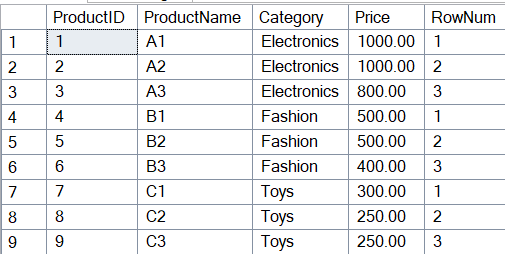 ProductID ProductName Category Price RowNum
1 1 A1 Electronics 1000.00 1
2 2 A2 Electronics 1000.00 2
3 3 A3 Electronics 800.00 3
4 4 B1 Fashion 500.00 1
5 5 B2 Fashion 500.00 2
6 6 B3 Fashion 400.00 3
7 7 C1 Toys 300.00 1
8 8 C2 Toys 250.00 2
9 9 C3 Toys 250.00 3